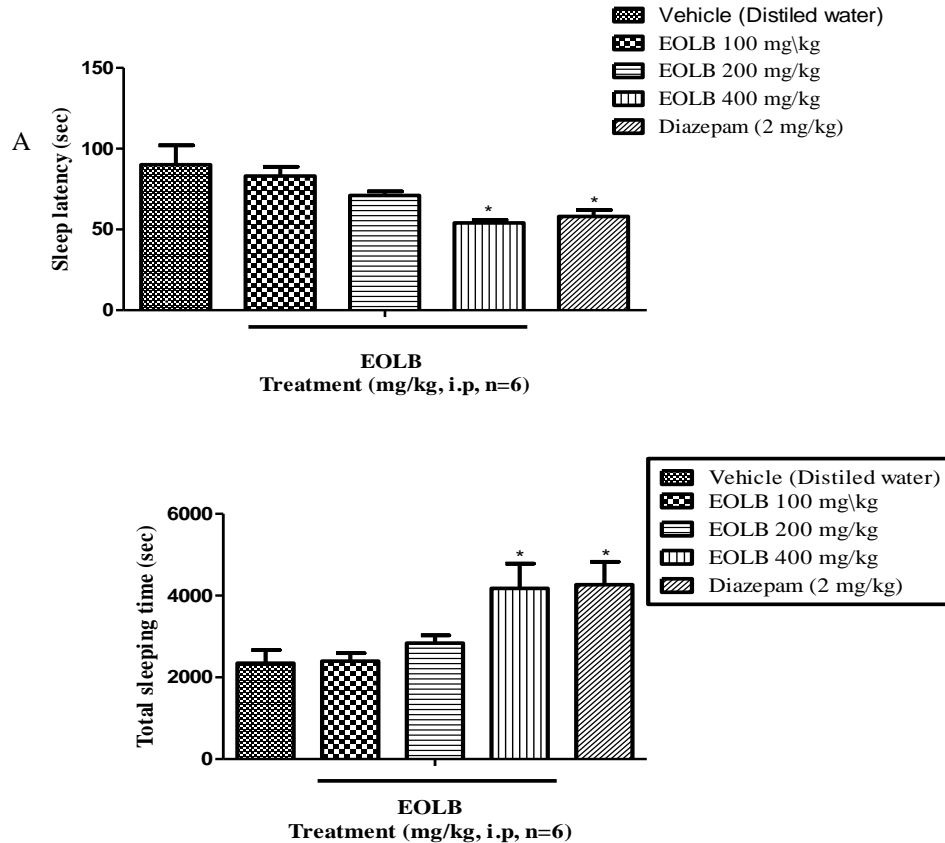 Vehicle (Distiled water)
EOLB 100 mg\kg
EOLB 200 mg/kg
EOLB 400 mg/kg
Diazepam (2 mg/kg)
A
Sleep latency (sec)
150
100
50
0
*
*
EOLB
Treatment (mg/kg, i.p, n=6)
Vehicle (Distiled water)
EOLB 100 mg\kg
EOLB 200 mg/kg
EOLB 400 mg/kg
Diazepam (2 mg/kg)
Total sleeping time (sec)
6000
4000
2000
0
*
*
EOLB
Treatment (mg/kg, i.p, n=6)